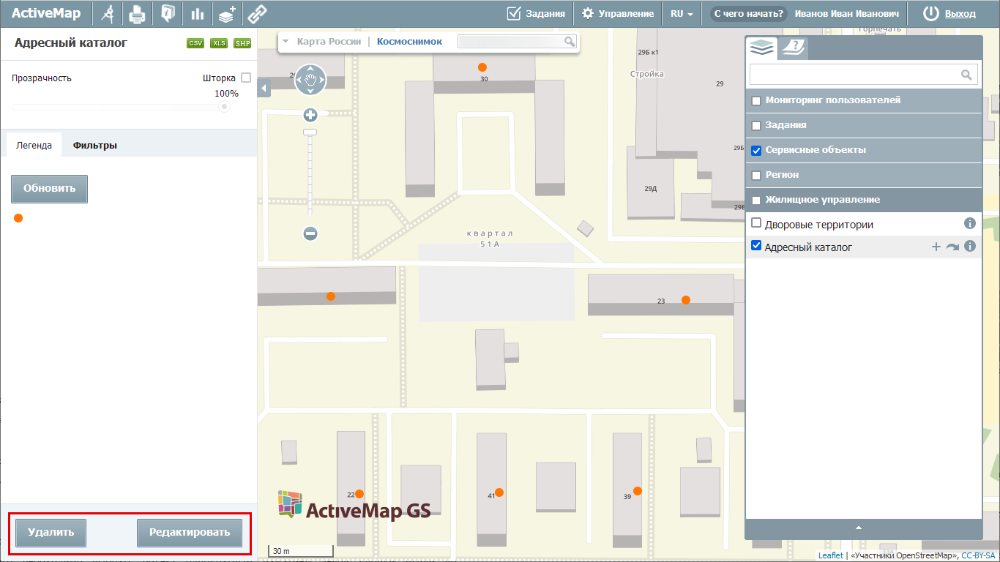 ActiveMap
Задания
Управление
RU
С чего начать?
Иванов Иван Иванович
Выход
Адресный каталог
CSV
XLS
SHP
Прозрачность
Шторка
100%
Легенда
Фильтры
Обновить
Удалить
Редактировать
Карта России | Космоснимок
Горпечать
29Б к1
Стройка
29
30
29Б
29Д
29Б
квартал
51А
23
22
41
39
ActiveMap GS
30 m
Мониторинг пользователей
Задания
Сервисные объекты
Регион
Жилищное управление
Дворовые территории
Адресный каталог
33А
Leaflet | «Участники OpenStreetMap», CC-BY-SA